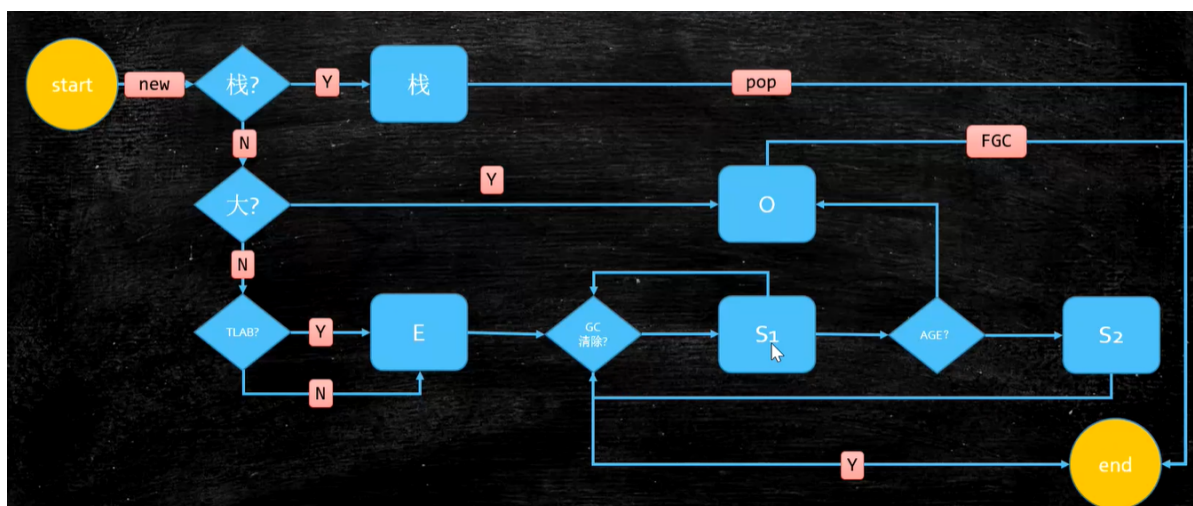 start
new
栈?
Y
栈
pop
N
FGC
Y
大?
O
N
TLAB?
Y
E
GC
清除?
S1
AGE?
S2
N
Y
end